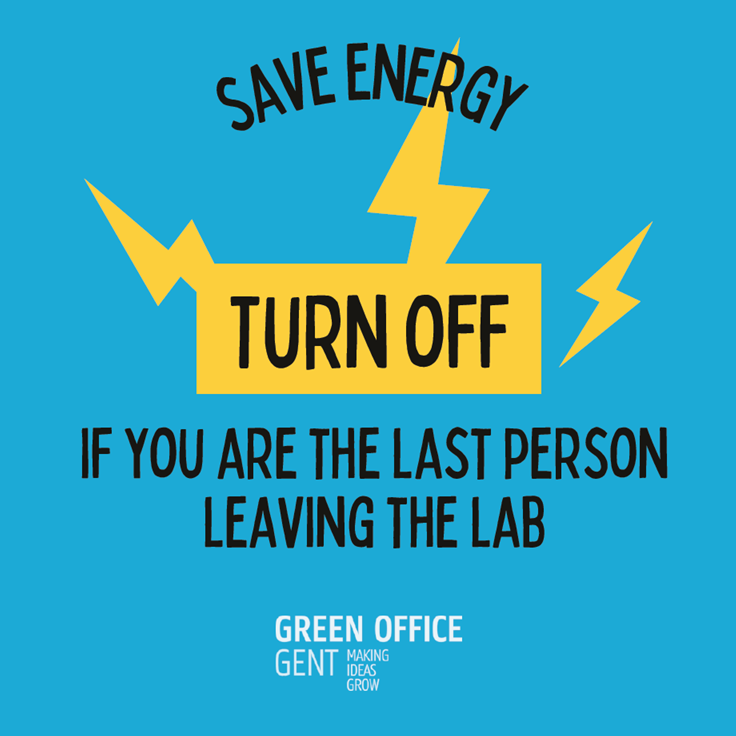 SAVE ENERGY
TURN OFF
IF YOU ARE THE LAST PERSON
LEAVING THE LAB
GREEN OFFICE
GENT
MAKING
IDEAS
GROW